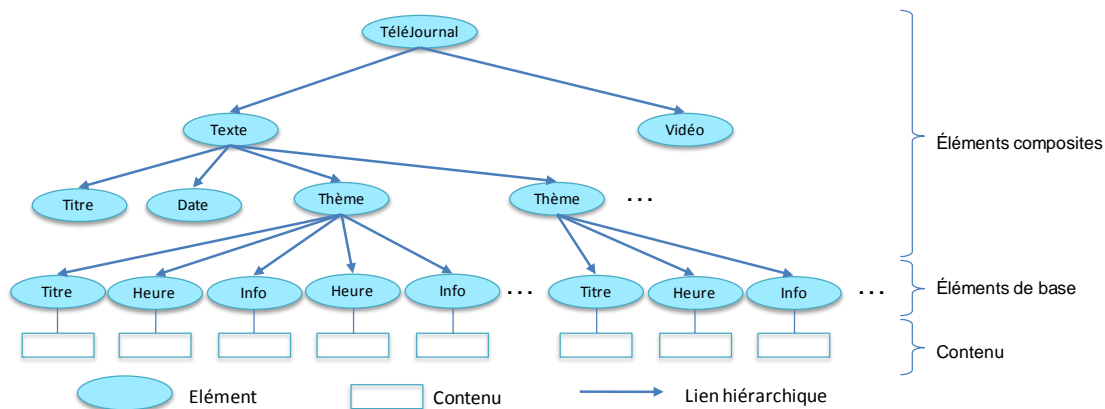 TéléJournal
Texte
Vidéo
Éléments composites
Titre
Date
Thème
Thème
...
Titre
Heure
Info
Heure
Info
...
Titre
Heure
Info
...
Éléments de base
Contenu
Elément
Contenu
Lien hiérarchique